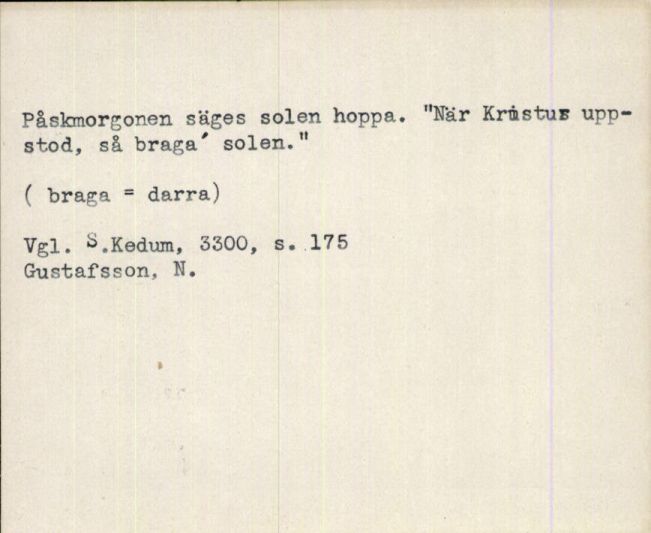 Påskmorgonen säges solen hoppa. "När Kristus upp-
stod, så braga' solen."
( braga = darra)
Vgl. S.Kedum, 3300, s. 175
Gustafsson, N.